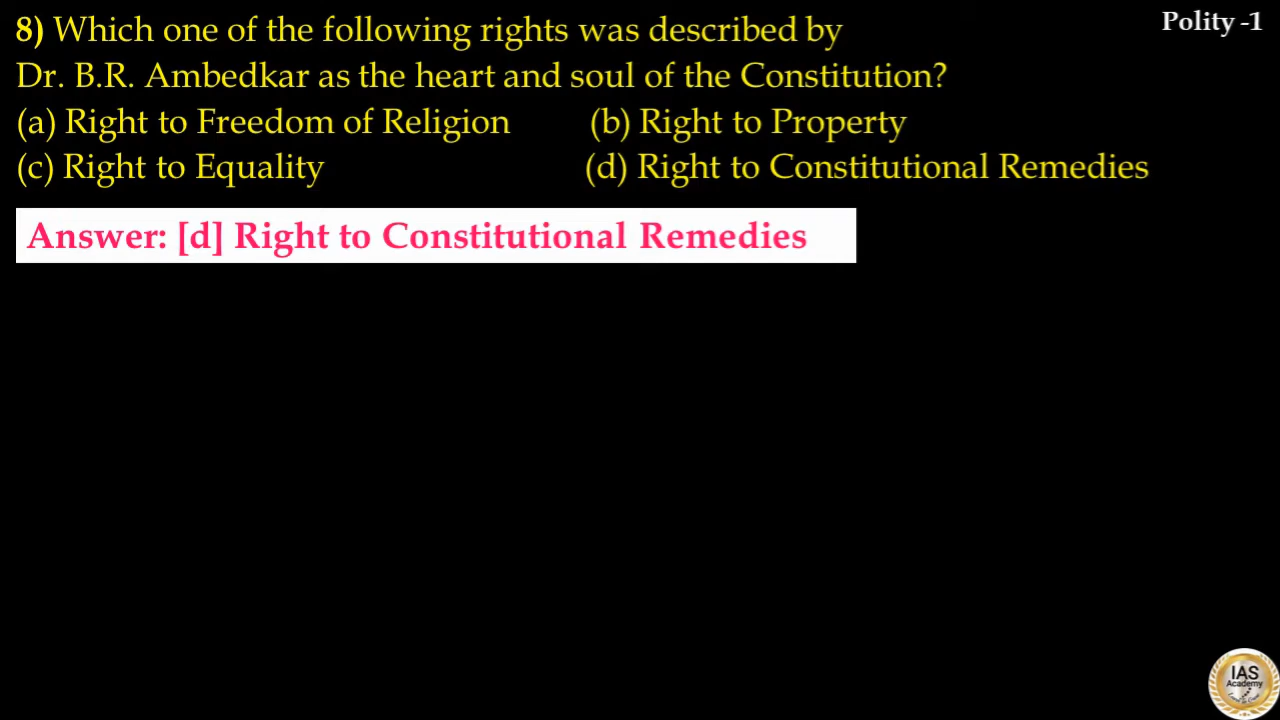 Polity -1
8) Which one of the following rights was described by
Dr. B.R. Ambedkar as the heart and soul of the Constitution?
(a) Right to Freedom of Religion (b) Right to Property
(c) Right to Equality (d) Right to Constitutional Remedies
Answer: [d] Right to Constitutional Remedies
IAS
Academy